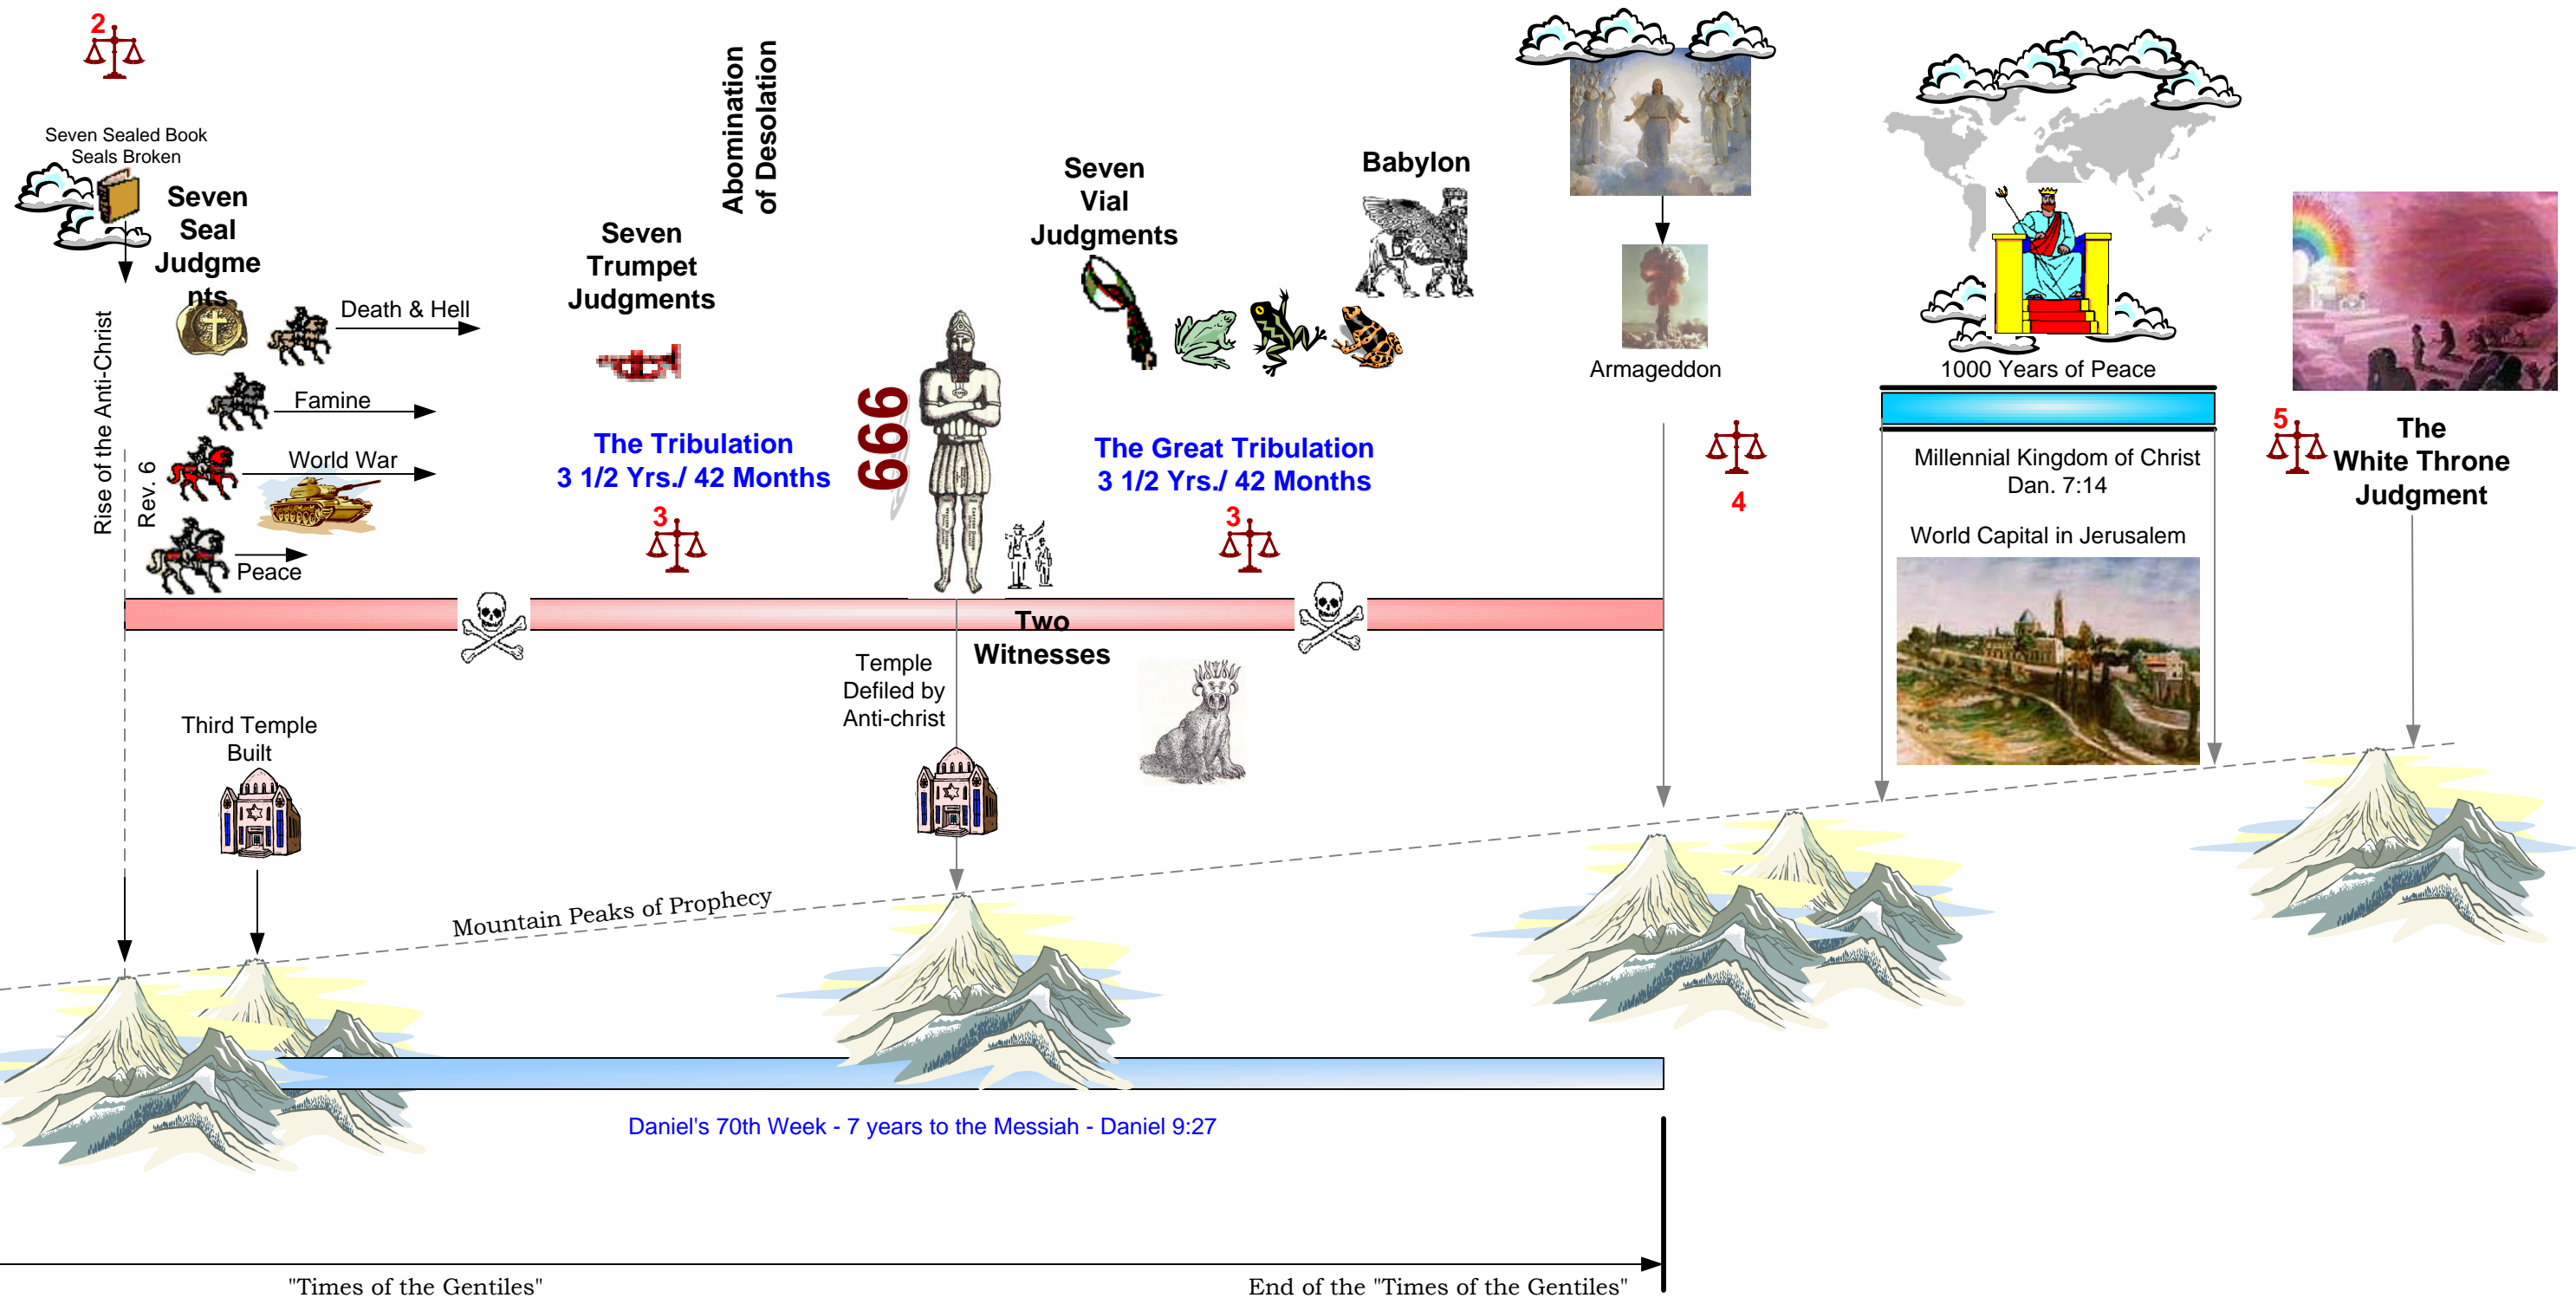 2
Seven Sealed Book
Seals Broken
Seven
Seal
Judgme
nts
Rise of the Anti-Christ
Rev. 6
Death & Hell
Famine
World War
Peace
Third Temple
Built
Seven
Trumpet
Judgments
Abomination
of Desolation
The Tribulation
3 1/2 Yrs./ 42 Months
3
666
Two
Witnesses
Temple
Defiled by
Anti-christ
Seven
Vial
Judgments
Babylon
The Great Tribulation
3 1/2 Yrs./ 42 Months
3
Armageddon
4
1000 Years of Peace
Millennial Kingdom of Christ
Dan. 7:14
World Capital in Jerusalem
5
The
White Throne
Judgment
Mountain Peaks of Prophecy
Daniel's 70th Week - 7 years to the Messiah - Daniel 9:27
"Times of the Gentiles"
End of the "Times of the Gentiles"